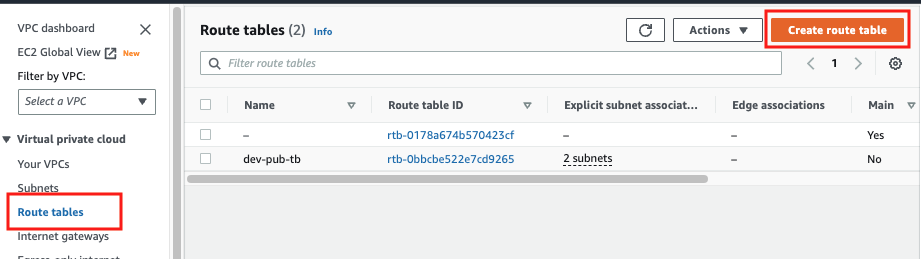 VPC dashboard
EC2 Global View New
Filter by VPC:
Select a VPC
Virtual private cloud
Your VPCs
Subnets
Route tables
Internet gateways
Egress-only internet
Route tables (2) Info
Actions
Create route table
Filter route tables
1
Name Route table ID Explicit subnet associat... Edge associations Main
– rtb-0178a674b570423cf – – Yes
dev-pub-tb rtb-0bbcbe522e7cd9265 2 subnets – No